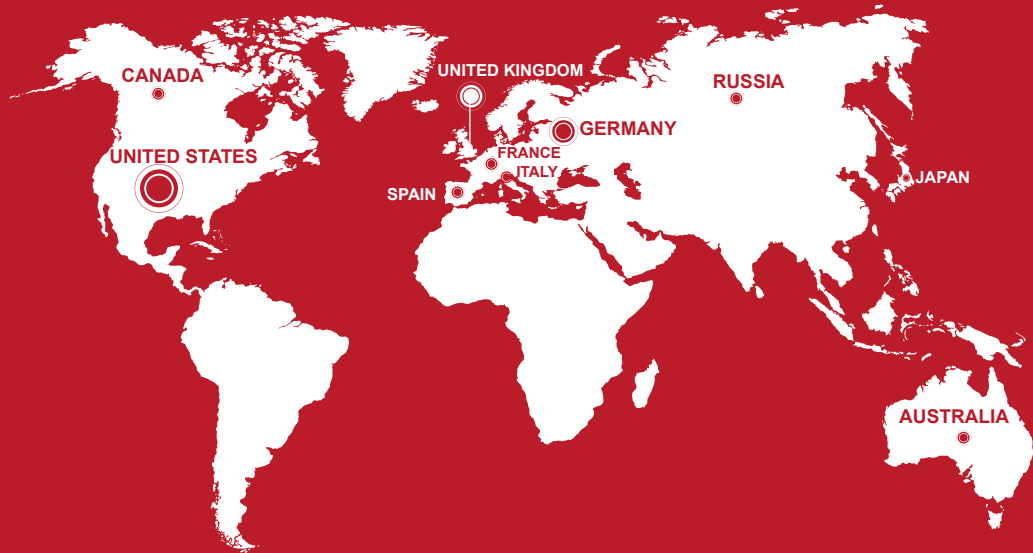 UNITED KINGDOM
CANADA
RUSSIA
GERMANY
FRANCE
UNITED STATES
ITALY
JAPAN
SPAIN
AUSTRALIA